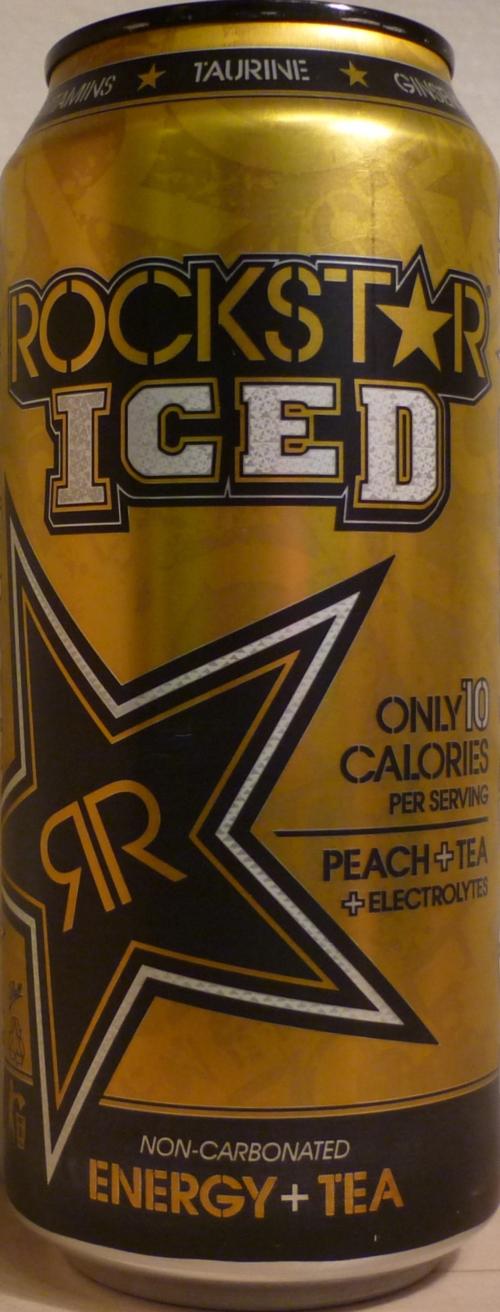 TAURINE
ROCKSTAR
ICED
ONLY 10
CALORIES
PER SERVING
PEACH + TEA
+ ELECTROLYTES
RR
NON-CARBONATED
ENERGY + TEA